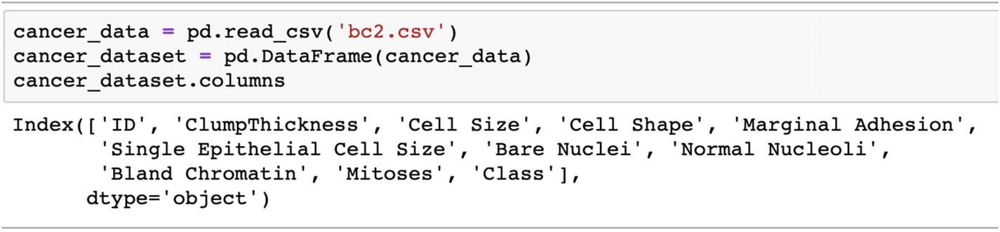 cancer_data = pd.read_csv('bc2.csv')
cancer_dataset = pd.DataFrame(cancer_data)
cancer_dataset.columns
Index(['ID', 'ClumpThickness', 'Cell Size', 'Cell Shape', 'Marginal Adhesion',
'Single Epithelial Cell Size', 'Bare Nuclei', 'Normal Nucleoli',
'Bland Chromatin', 'Mitoses', 'Class'],
dtype='object')